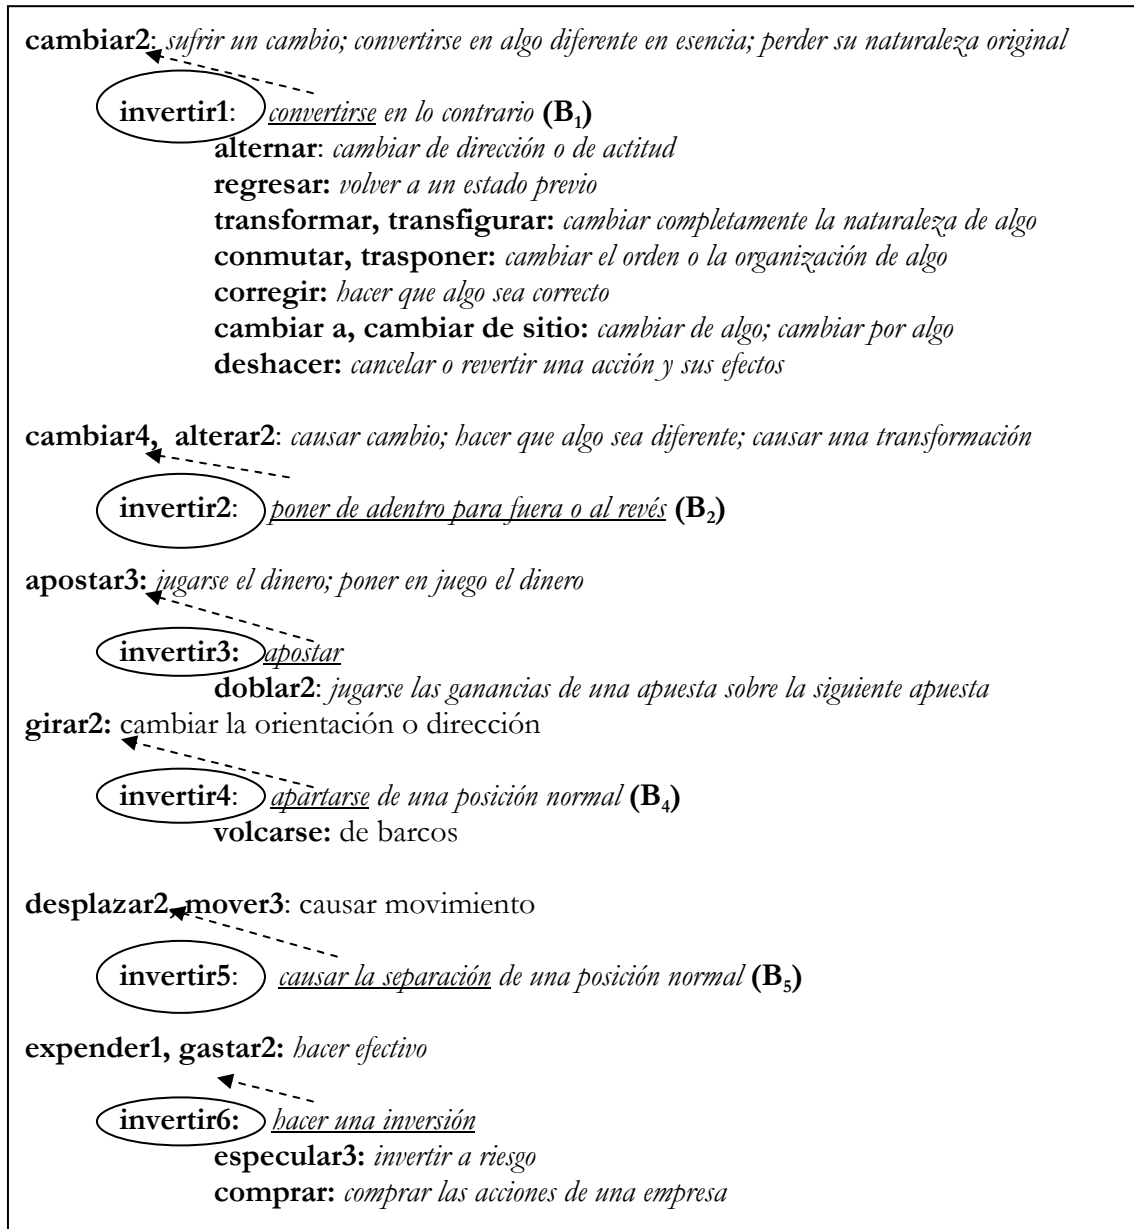 cambiar2: sufrir un cambio; convertirse en algo diferente en esencia; perder su naturaleza original
invertir1: convertirse en lo contrario (B1)
alternar: cambiar de dirección o de actitud
regresar: volver a un estado previo
transformar, transfigurar: cambiar completamente la naturaleza de algo
conmutar, trasponer: cambiar el orden o la organización de algo
corregir: hacer que algo sea correcto
cambiar a, cambiar de sitio: cambiar de algo; cambiar por algo
deshacer: cancelar o revertir una acción y sus efectos
cambiar4, alterar2: causar cambio; hacer que algo sea diferente; causar una transformación
invertir2: poner de adentro para fuera o al revés (B2)
apostar3: jugarse el dinero; poner en juego el dinero
invertir3: apostar
doblar2: jugarse las ganancias de una apuesta sobre la siguiente apuesta
girar2: cambiar la orientación o dirección
invertir4: apartarse de una posición normal (B4)
volcarse: de barcos
desplazar2, mover3: causar movimiento
invertir5: causar la separación de una posición normal (B5)
expender1, gastar2: hacer efectivo
invertir6: hacer una inversión
especular3: invertir a riesgo
comprar: comprar las acciones de una empresa